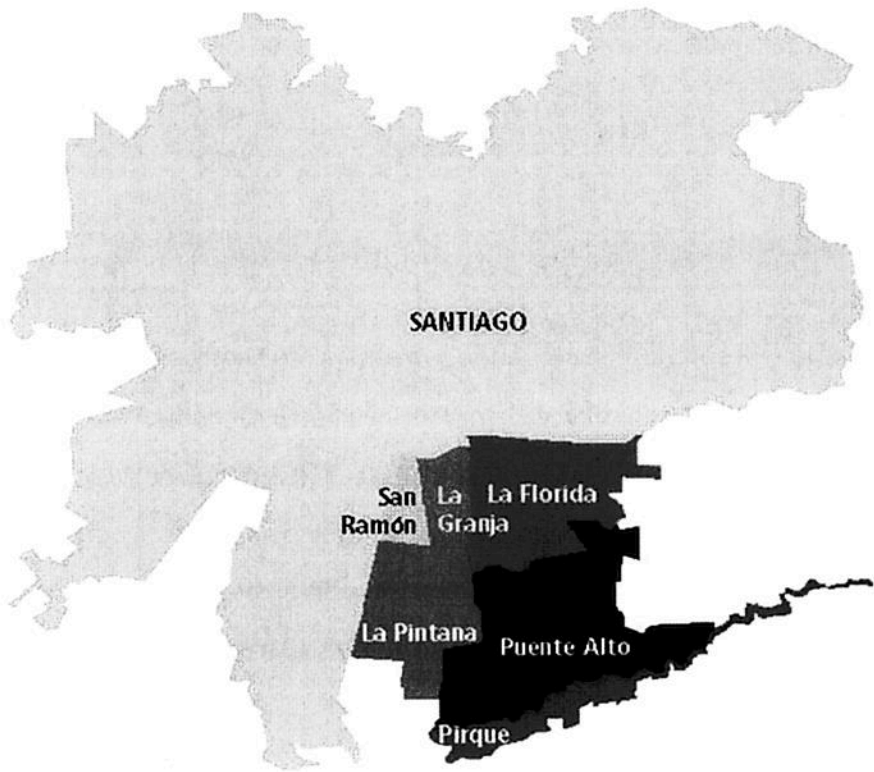 SANTIAGO
San
Ramón
La
Granja
La Florida
La Pintana
Puente Alto
Pirque